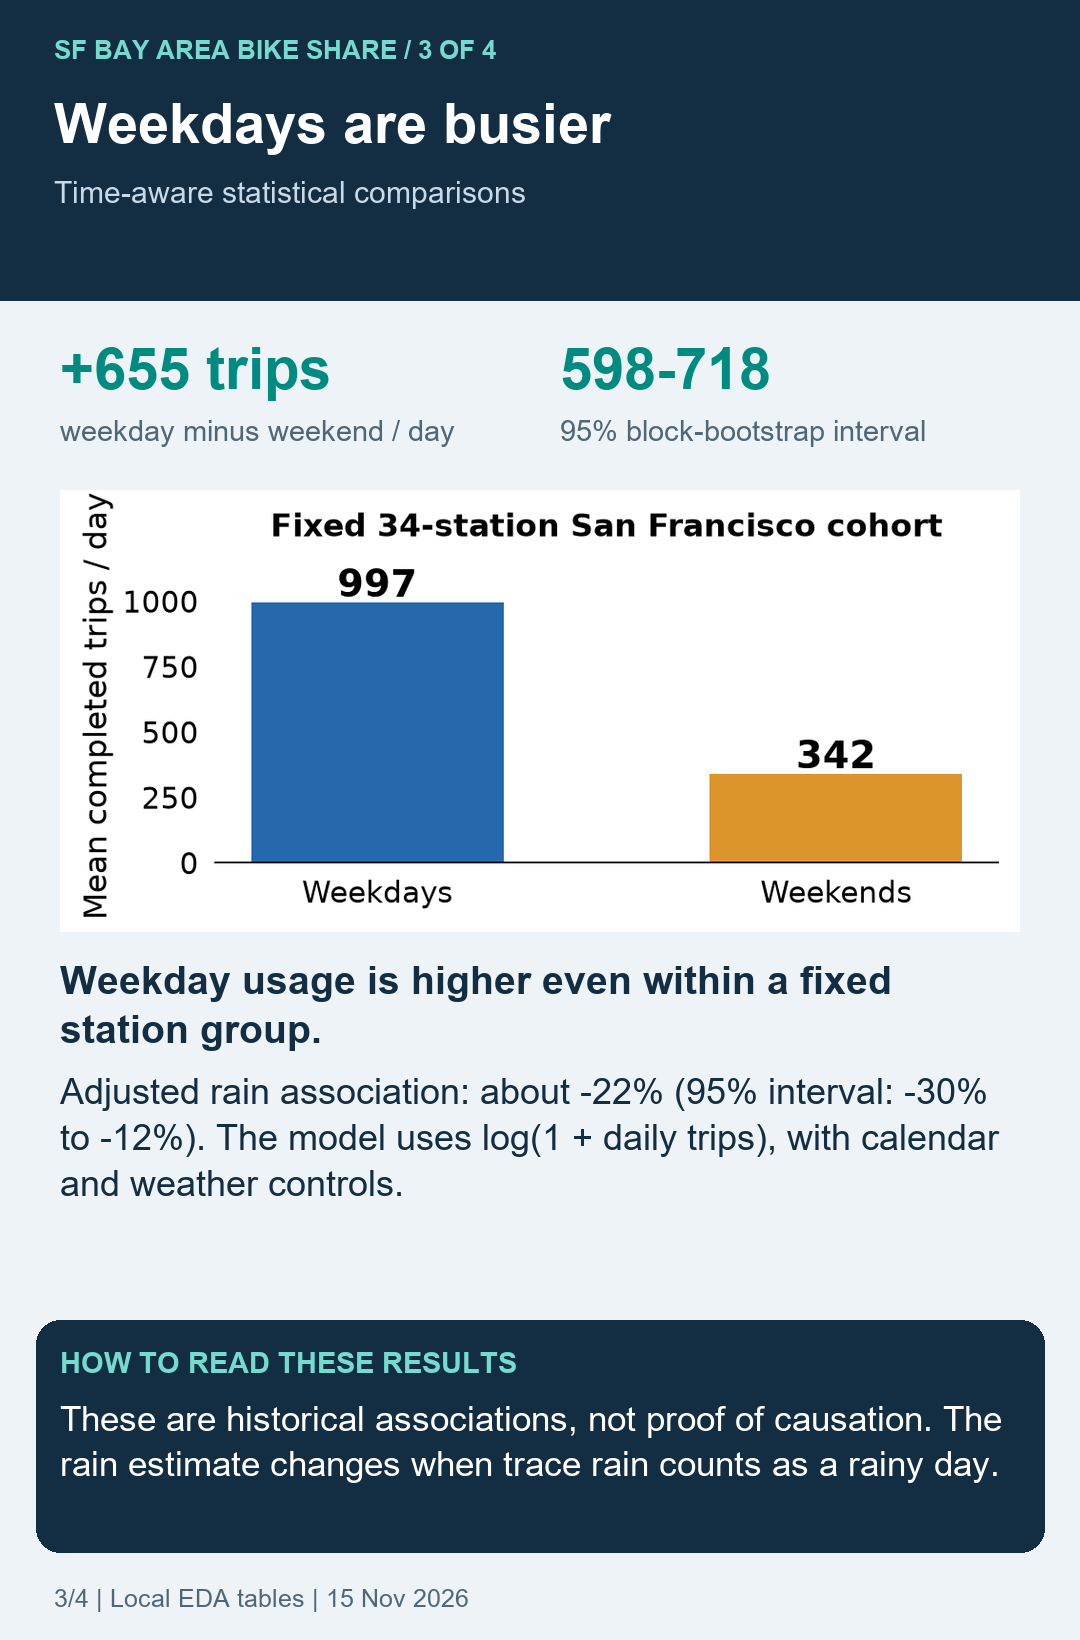 SF BAY AREA BIKE SHARE / 3 OF 4
Weekdays are busier
Time-aware statistical comparisons
+655 trips
weekday minus weekend / day
598-718
95% block-bootstrap interval
Fixed 34-station San Francisco cohort
Mean completed trips / day
1000
750
500
250
0
997
342
Weekdays
Weekends
Weekday usage is higher even within a fixed
station group.
Adjusted rain association: about -22% (95% interval: -30%
to -12%). The model uses log(1 + daily trips), with calendar
and weather controls.
HOW TO READ THESE RESULTS
These are historical associations, not proof of causation. The
rain estimate changes when trace rain counts as a rainy day.
3/4 | Local EDA tables | 15 Nov 2026